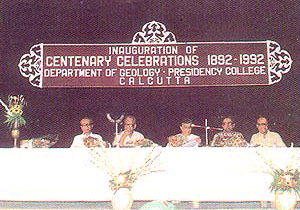 INAUGURATION OF
CENTENARY CELEBRATIONS 1892-1992
DEPARTMENT OF GEOLOGY · PRESIDENCY COLLEGE
CALCUTTA